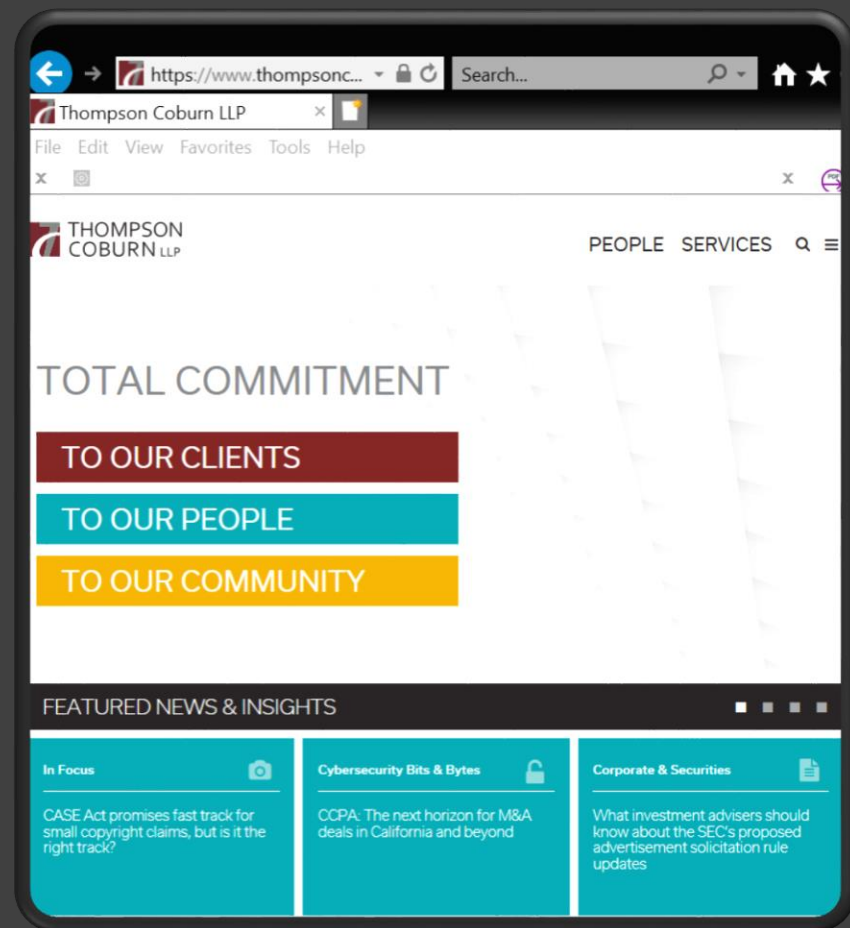 https://www.thompsonc...
Search...
Thompson Coburn LLP
File Edit View Favorites Tools Help
PDF
THOMPSON
COBURN LLP
PEOPLE SERVICES
TOTAL COMMITMENT
TO OUR CLIENTS
TO OUR PEOPLE
TO OUR COMMUNITY
FEATURED NEWS & INSIGHTS
In Focus
CASE Act promises fast track for
small copyright claims, but is it the
right track?
Cybersecurity Bits & Bytes
CCPA: The next horizon for M&A
deals in California and beyond
Corporate & Securities
What investment advisers should
know about the SEC's proposed
advertisement solicitation rule
updates